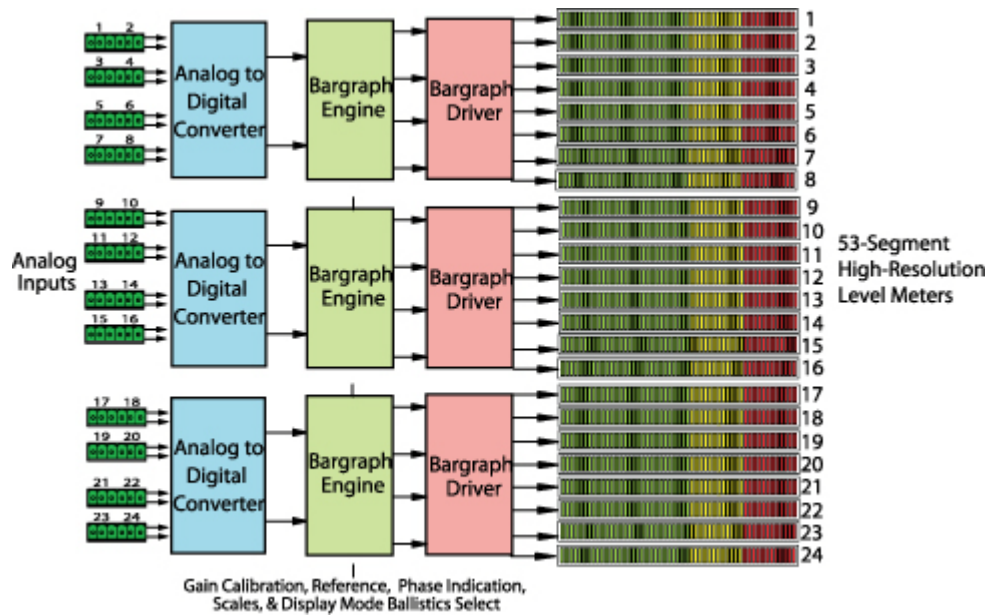 1 2
3 4
5 6
7 8
Analog to
Digital
Converter
Bargraph
Engine
Bargraph
Driver
1
2
3
4
5
6
7
8
9 10
11 12
13 14
15 16
Analog
Inputs
Analog to
Digital
Converter
Bargraph
Engine
Bargraph
Driver
9
10
11
12
13
14
15
16
53-Segment
High-Resolution
Level Meters
17 18
19 20
21 22
23 24
Analog to
Digital
Converter
Bargraph
Engine
Bargraph
Driver
17
18
19
20
21
22
23
24
Gain Calibration, Reference, Phase Indication,
Scales, & Display Mode Ballistics Select